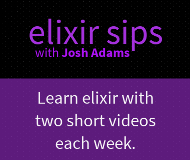 elixir sips
with Josh Adams
Learn elixir with
two short videos
each week.